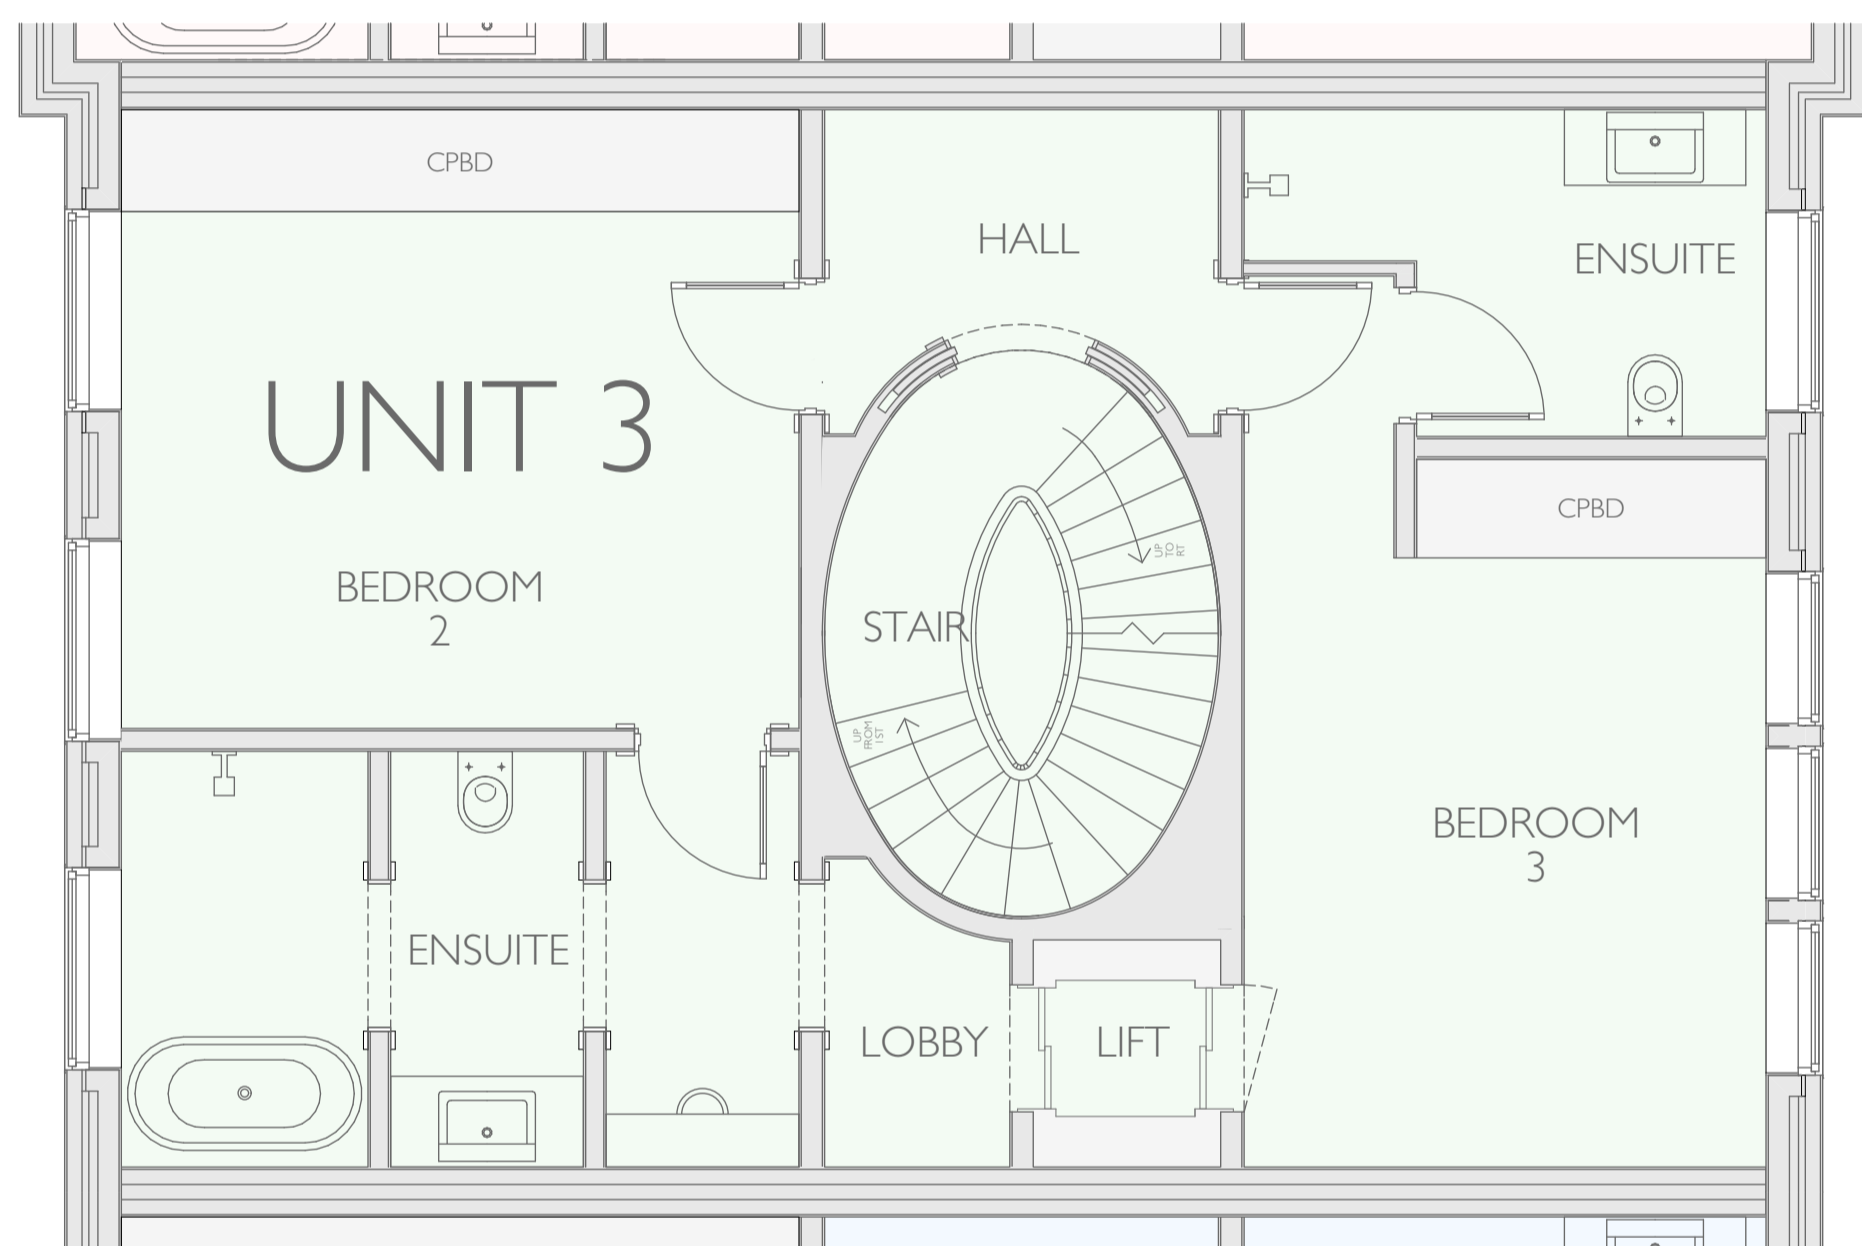 CPBD
HALL
ENSUITE
UNIT 3
CPBD
UP
TO
RT
BEDROOM
2
STAIR
UP
FROM
1ST
BEDROOM
3
ENSUITE
LOBBY
LIFT